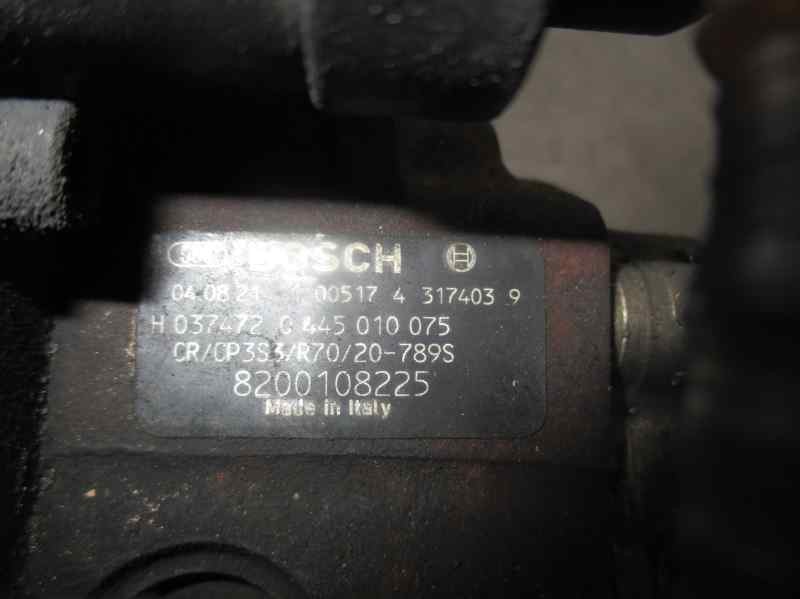 BOSCH
04.08.21 1 00517 4 317403 9
H 037472 0 445 010 075
CR/CP3S3/R70/20-789S
8200108225
Made in Italy